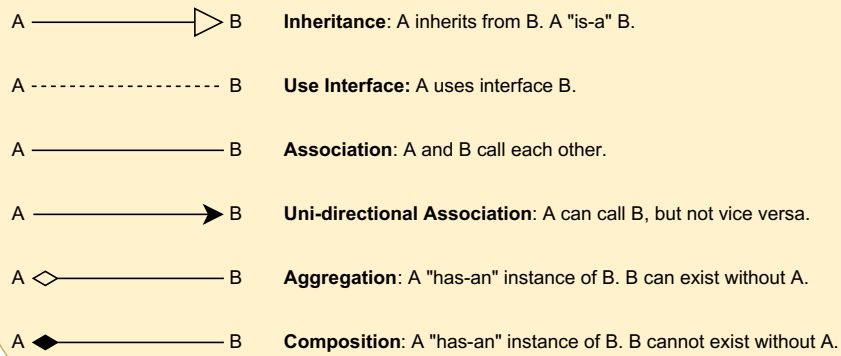 A B Inheritance: A inherits from B. A "is-a" B.
A B Use Interface: A uses interface B.
A B Association: A and B call each other.
A B Uni-directional Association: A can call B, but not vice versa.
A B Aggregation: A "has-an" instance of B. B can exist without A.
A B Composition: A "has-an" instance of B. B cannot exist without A.